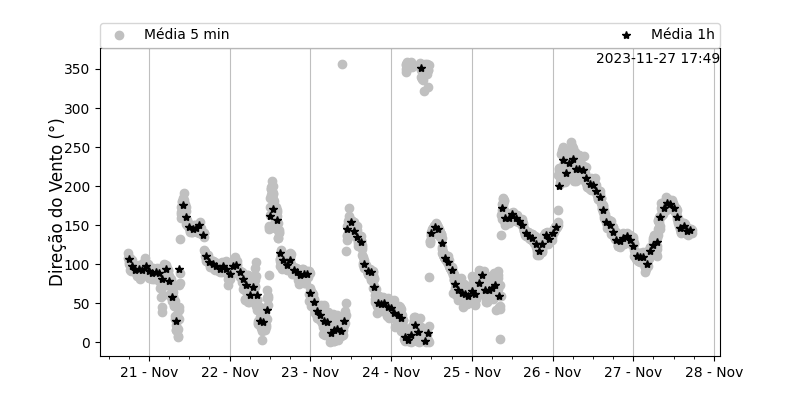 Média 5 min
Média 1h
2023-11-27 17:49
Direção do Vento (°)
350
300
250
200
150
100
50
0
21 - Nov
22 - Nov
23 - Nov
24 - Nov
25 - Nov
26 - Nov
27 - Nov
28 - Nov